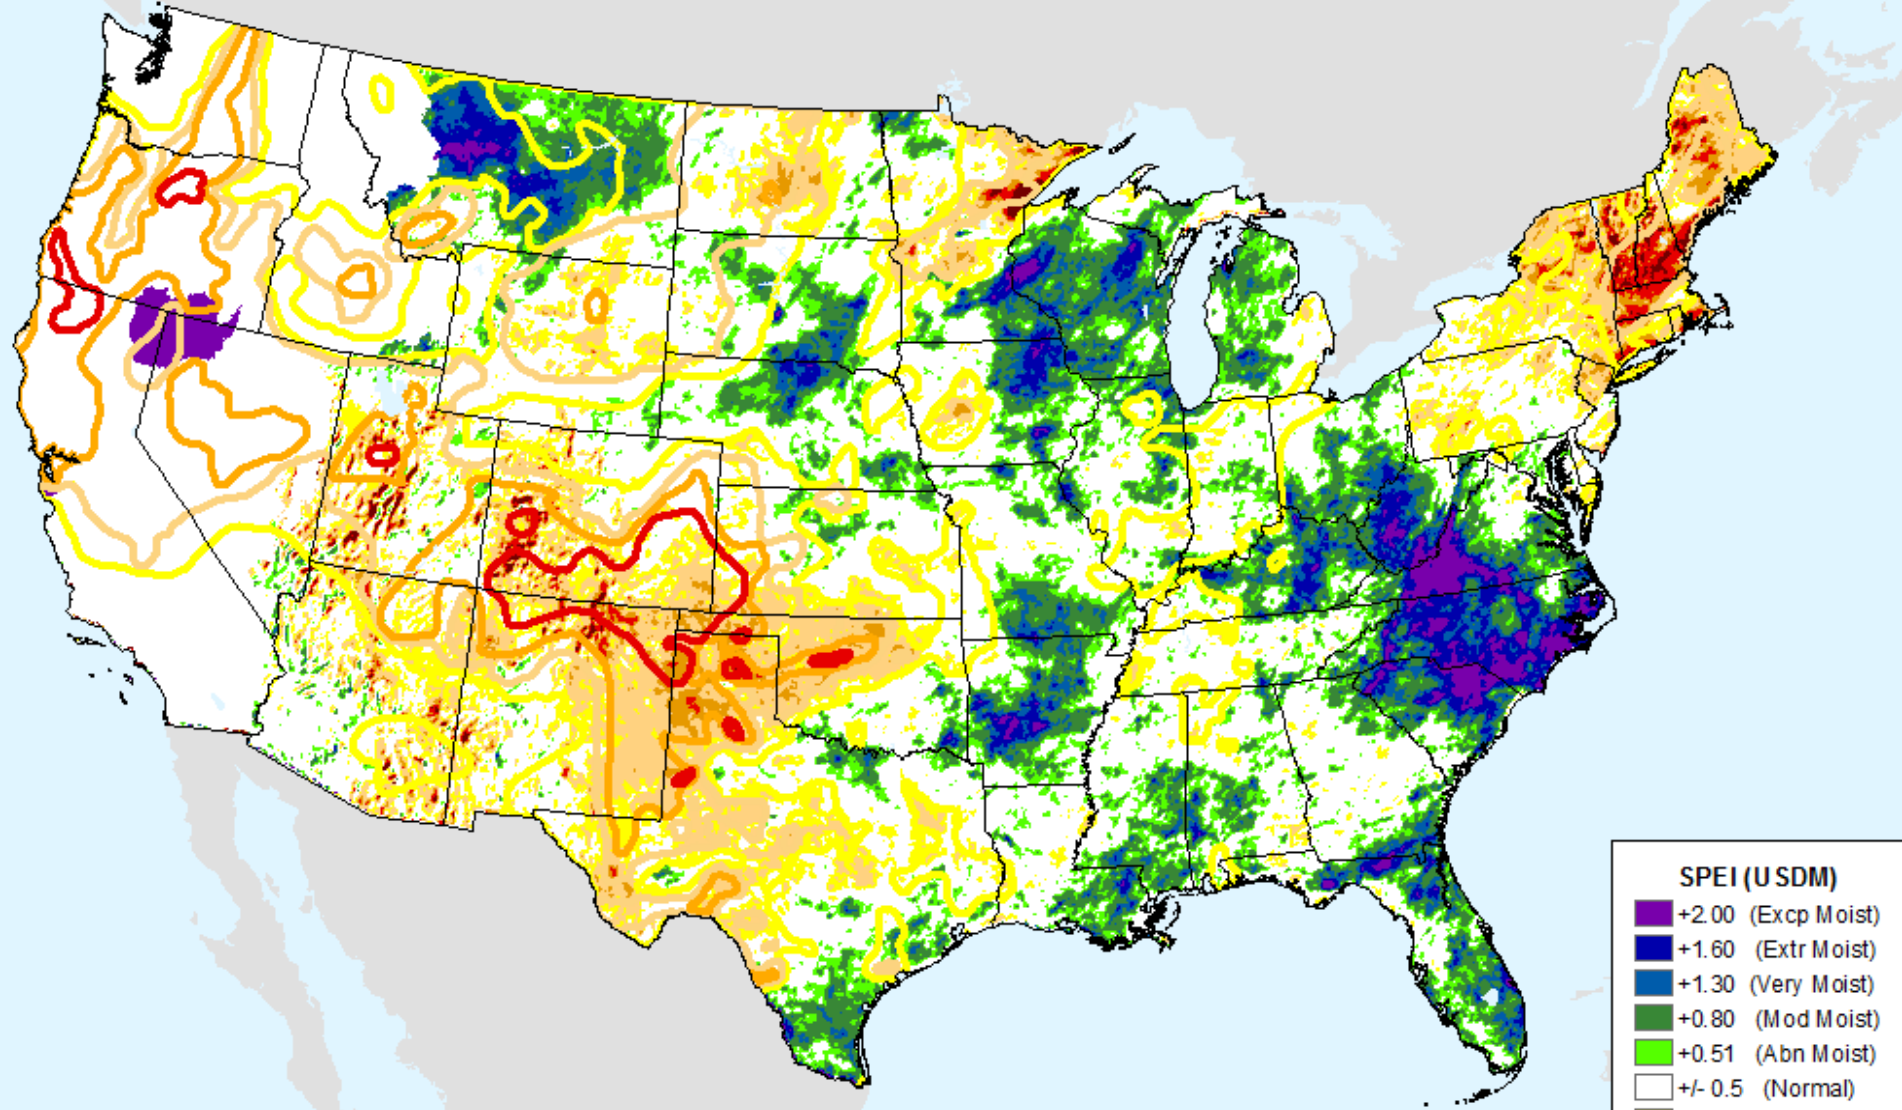 SPEI (USDM)
+2.00 (Excp Moist)
+1.60 (Extr Moist)
+1.30 (Very Moist)
+0.80 (Mod Moist)
+0.51 (Abn Moist)
+/- 0.5 (Normal)